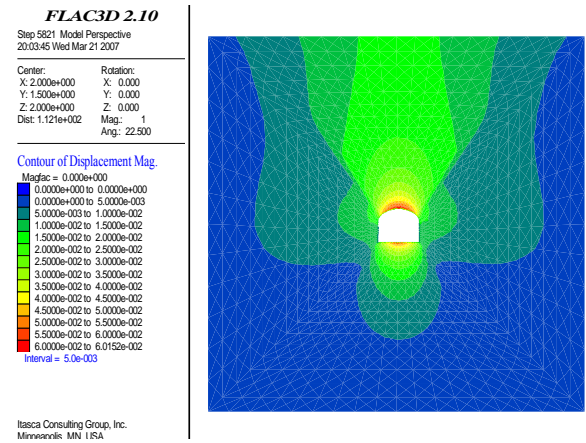 FLAC3D 2.10
Step 5821 Model Perspective
20:03:45 Wed Mar 21 2007
Center: Rotation:
X: 2.000e+000 X: 0.000
Y: 1.500e+000 Y: 0.000
Z: 2.000e+000 Z: 0.000
Dist: 1.121e+002 Mag.: 1
Ang.: 22.500
Contour of Displacement Mag.
Magfac = 0.000e+000
0.0000e+000 to 0.0000e+000
0.0000e+000 to 5.0000e-003
5.0000e-003 to 1.0000e-002
1.0000e-002 to 1.5000e-002
1.5000e-002 to 2.0000e-002
2.0000e-002 to 2.5000e-002
2.5000e-002 to 3.0000e-002
3.0000e-002 to 3.5000e-002
3.5000e-002 to 4.0000e-002
4.0000e-002 to 4.5000e-002
4.5000e-002 to 5.0000e-002
5.0000e-002 to 5.5000e-002
5.5000e-002 to 6.0000e-002
6.0000e-002 to 6.0152e-002
Interval = 5.0e-003
Itasca Consulting Group, Inc.
Minneapolis, MN USA